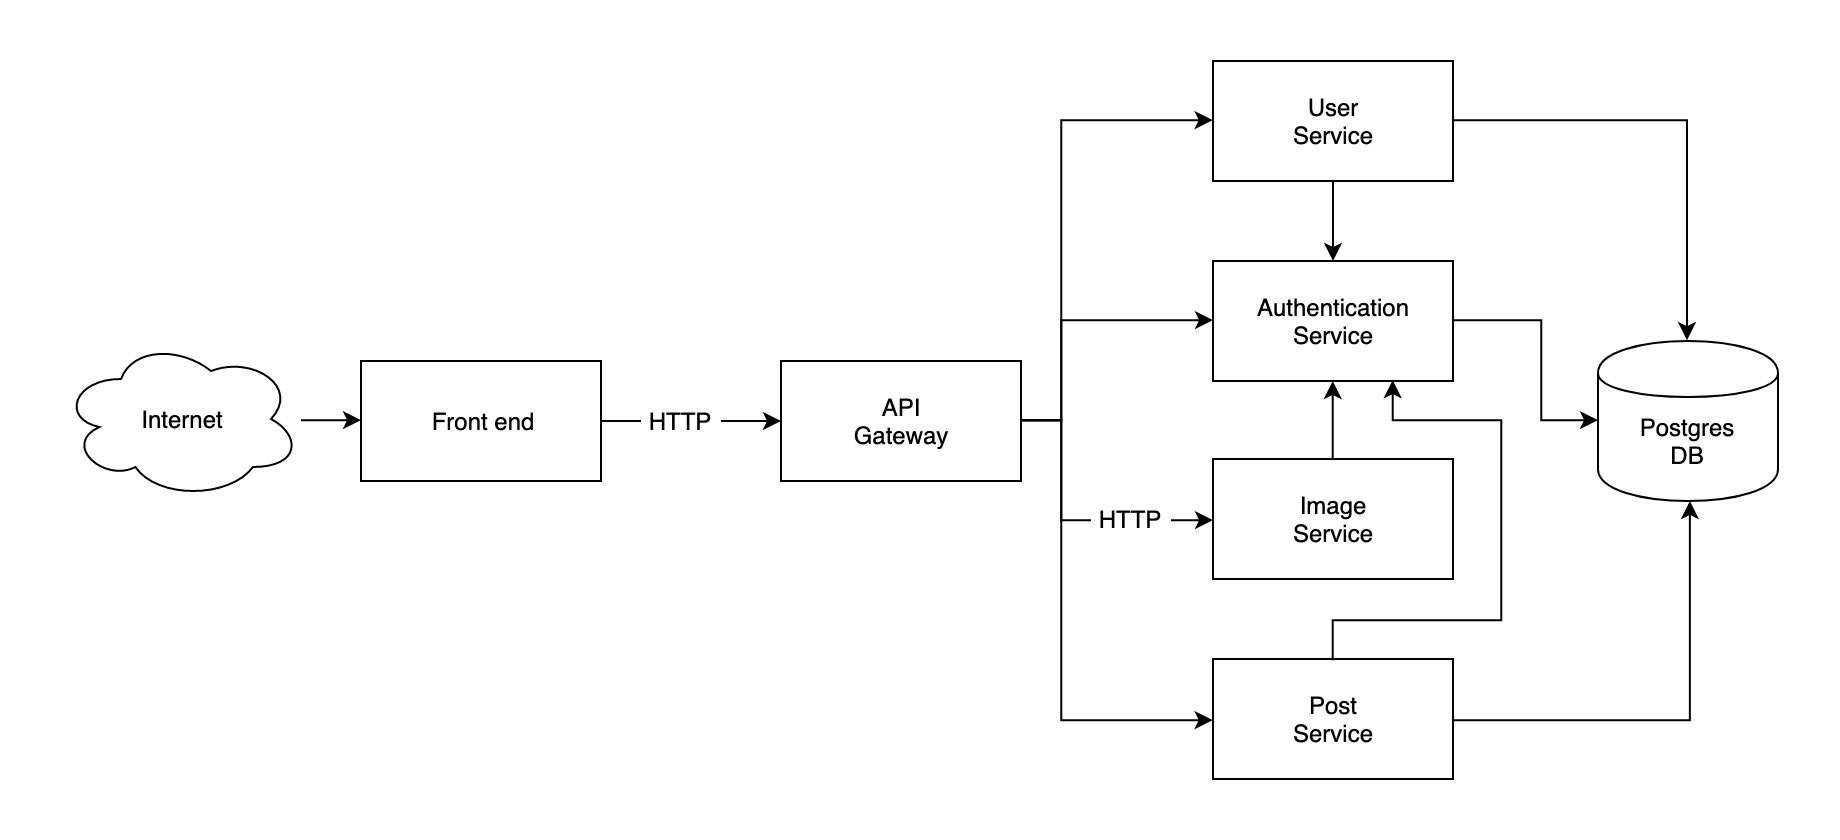 Internet
Front end
HTTP
API
Gateway
HTTP
User
Service
Authentication
Service
Image
Service
Post
Service
Postgres
DB